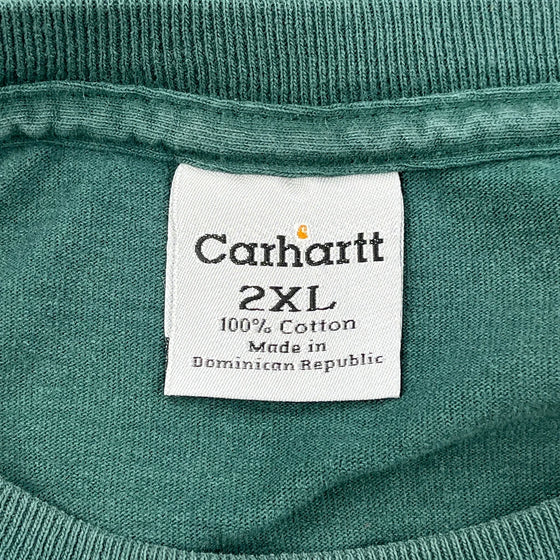 Carhartt
2XL
100% Cotton
Made in
Dominican Republic